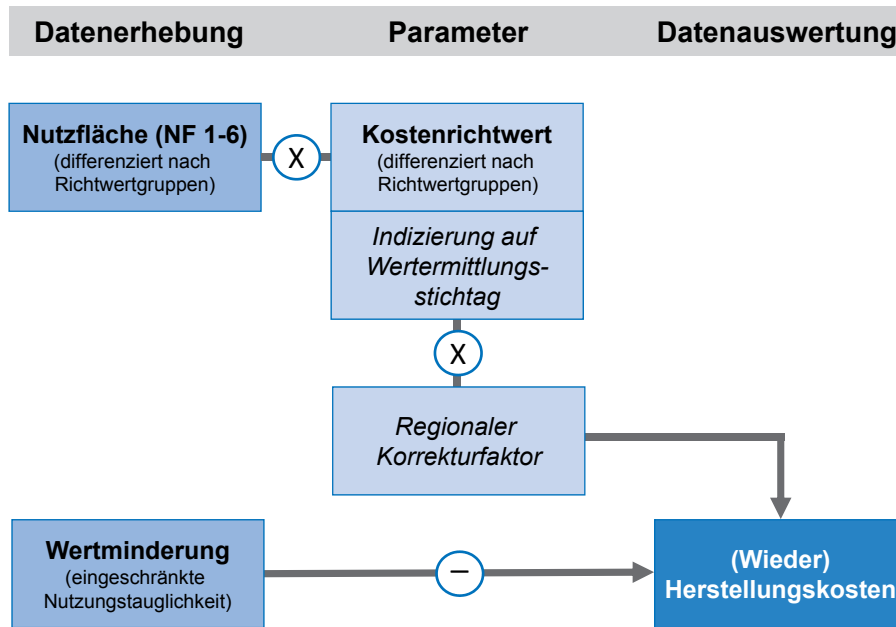 Datenerhebung Parameter Datenauswertung
Nutzfläche (NF 1-6)
(differenziert nach
Richtwertgruppen)
X
Kostenrichtwert
(differenziert nach
Richtwertgruppen)
Indizierung auf
Wertermittlungs-
stichtag
X
Regionaler
Korrekturfaktor
Wertminderung
(eingeschränkte
Nutzungstauglichkeit)
–
(Wieder)
Herstellungskosten